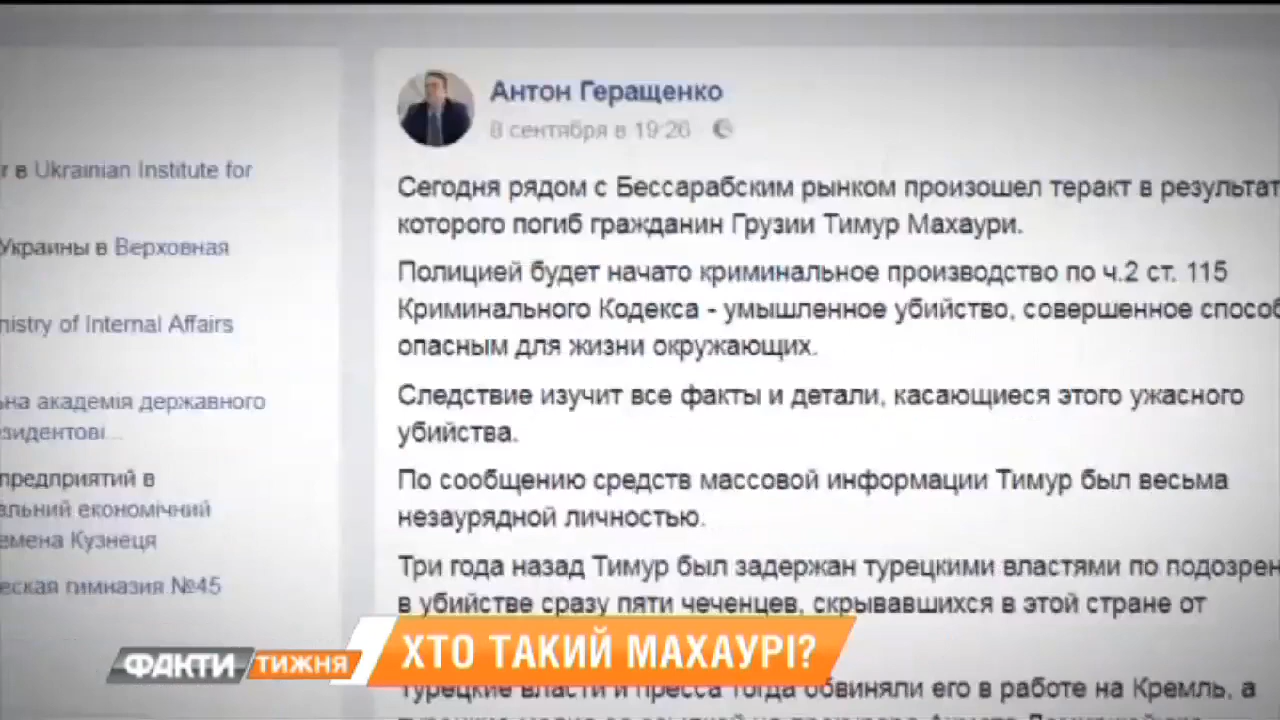 Антон Геращенко
8 сентября в 19:26
Сегодня рядом с Бессарабским рынком произошел теракт в результат
которого погиб гражданин Грузии Тимур Махаури.
Полицией будет начато криминальное производство по ч.2 ст. 115
Криминального Кодекса - умышленное убийство, совершенное способ
опасным для жизни окружающих.
Следствие изучит все факты и детали, касающиеся этого ужасного
убийства.
По сообщению средств массовой информации Тимур был весьма
незаурядной личностью.
Три года назад Тимур был задержан турецкими властями по подозрен
в убийстве сразу пяти чеченцев, скрывавшихся в этой стране от
турецкие власти и пресса тогда обвиняли его в работе на Кремль, а
г в Ukrainian Institute for
Украины в Верховная
nistry of Internal Affairs
ьна академія державного
езидентові...
предприятий в
альний економічний
емена Кузнеця
еская гимназия №45
ФАКТИ ТИЖНЯ
ХТО ТАКИЙ МАХАУРІ?